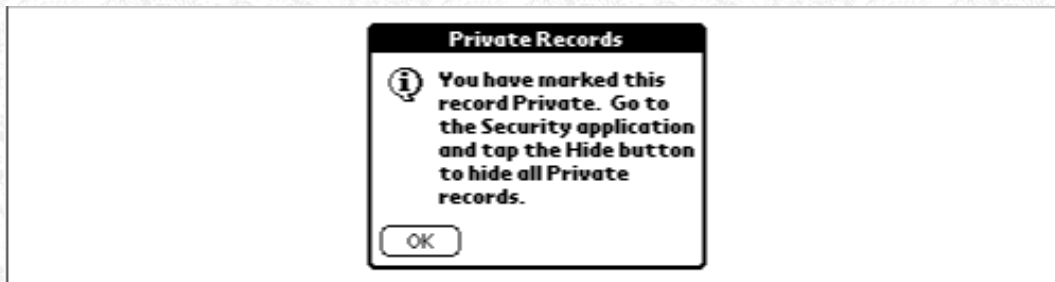 Private Records
You have marked this
record Private. Go to
the Security application
and tap the Hide button
to hide all Private
records.
OK